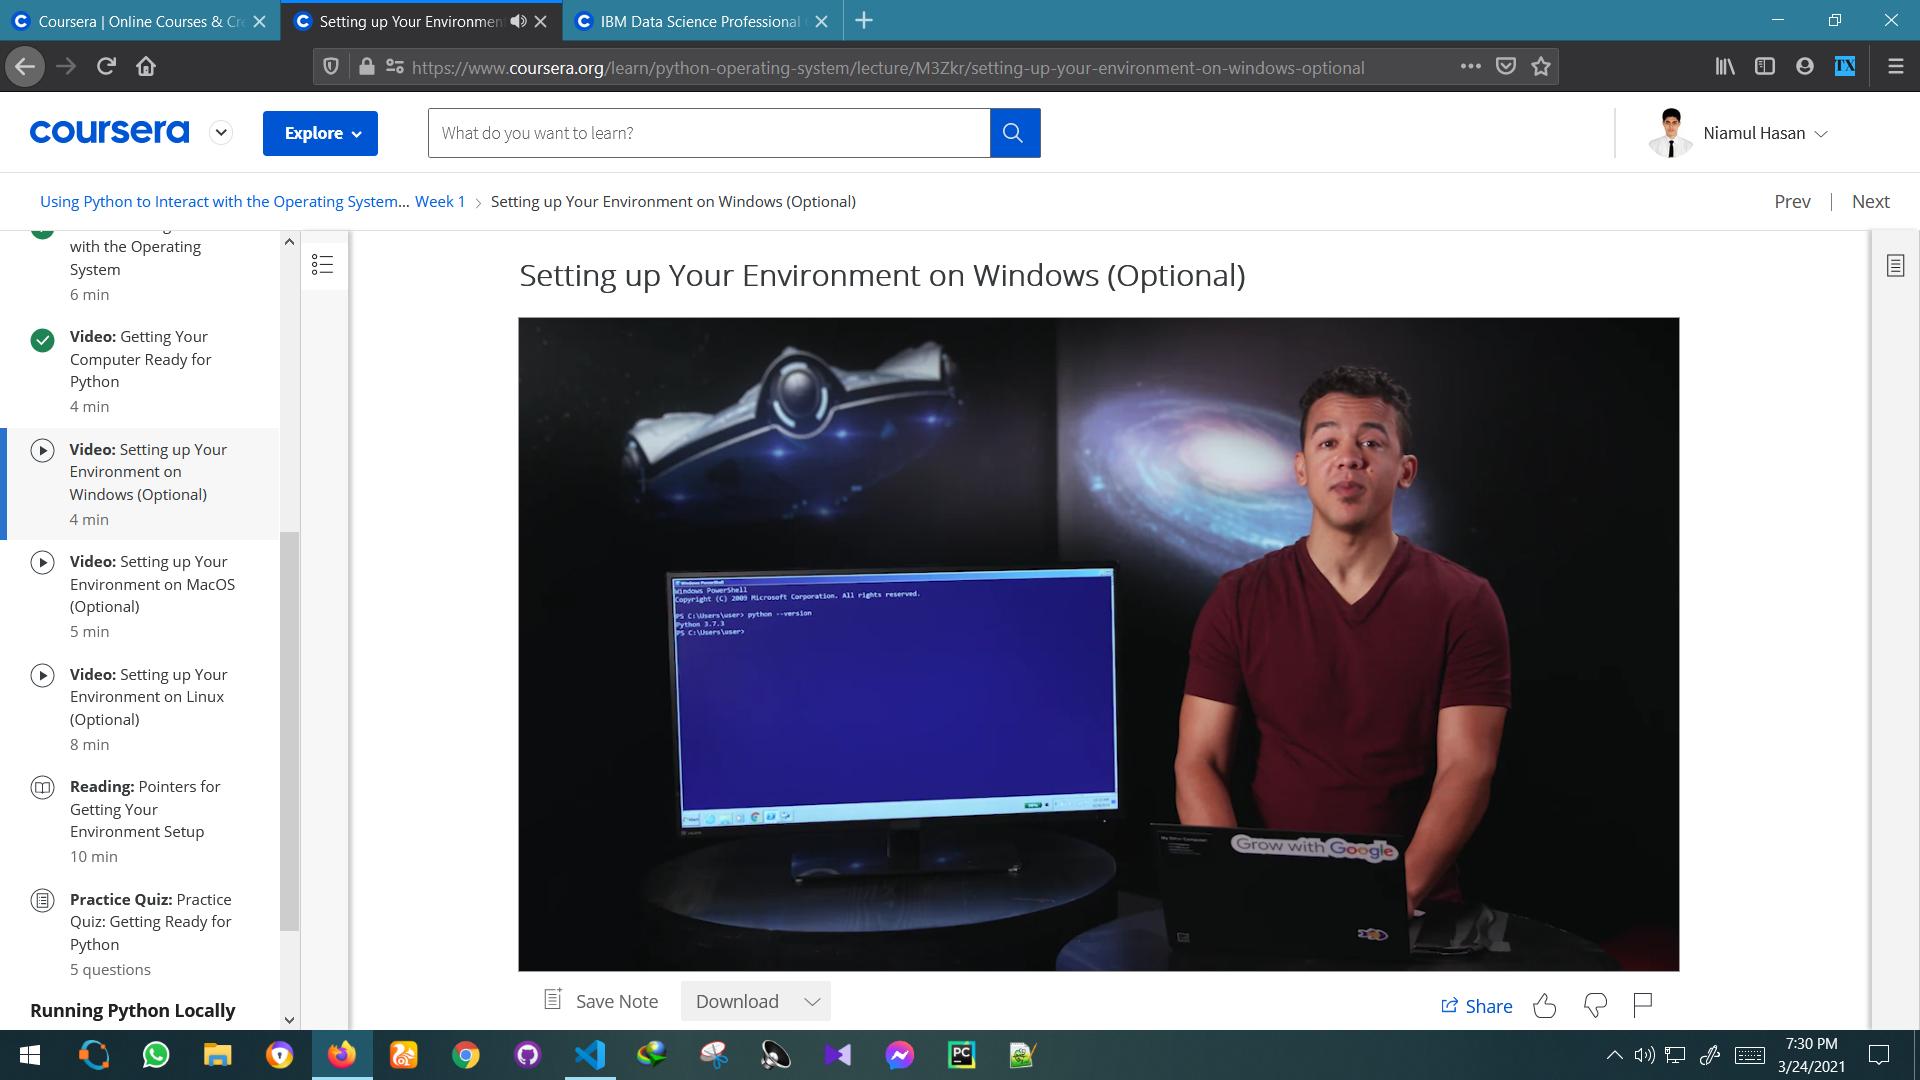 Coursera | Online Courses & Cr
Setting up Your Environmen
IBM Data Science Professional
https://www.coursera.org/learn/python-operating-system/lecture/M3Zkr/setting-up-your-environment-on-windows-optional
TX
coursera
Explore
What do you want to learn?
Niamul Hasan
Using Python to Interact with the Operating System... Week 1 > Setting up Your Environment on Windows (Optional)
Prev | Next
with the Operating
System
6 min
Video: Getting Your
Computer Ready for
Python
4 min
Video: Setting up Your
Environment on
Windows (Optional)
4 min
Video: Setting up Your
Environment on MacOS
(Optional)
5 min
Video: Setting up Your
Environment on Linux
(Optional)
8 min
Reading: Pointers for
Getting Your
Environment Setup
10 min
Practice Quiz: Practice
Quiz: Getting Ready for
Python
5 questions
Running Python Locally
Setting up Your Environment on Windows (Optional)
Windows PowerShell
Windows PowerShell
Copyright (C) 2009 Microsoft Corporation. All rights reserved.
PS C:\Users\user> python --version
Python 3.7.3
PS C:\Users\user>
Grow with Google
Save Note
Download
Share
PC
7:30 PM
3/24/2021